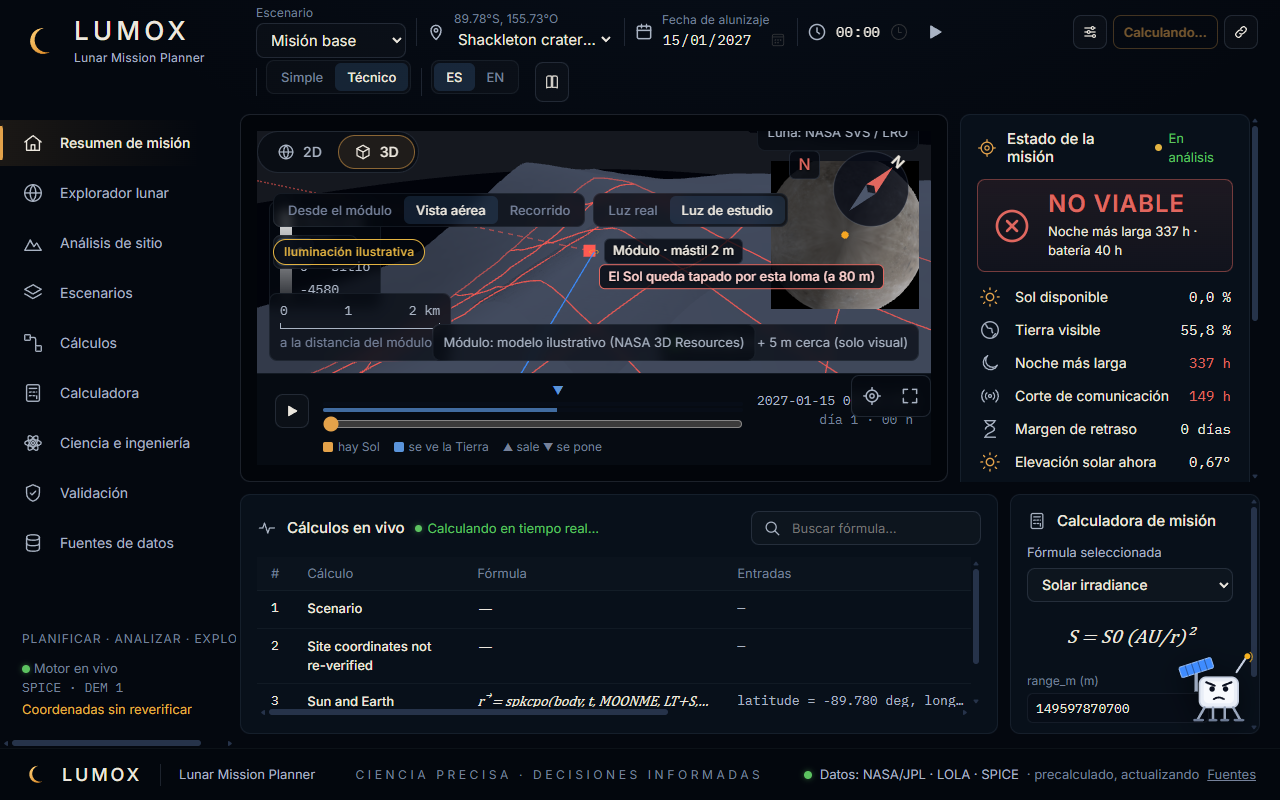 LUMOX
Lunar Mission Planner
Escenario
Misión base
89.78°S, 155.73°O
Shackleton crater...
Fecha de alunizaje
15/01/2027
00:00
Calculando...
Simple
Técnico
ES
EN
Resumen de misión
Explorador lunar
Análisis de sitio
Escenarios
Cálculos
Calculadora
Ciencia e ingeniería
Validación
Fuentes de datos
PLANIFICAR · ANALIZAR · EXPLO
Motor en vivo
SPICE · DEM 1
Coordenadas sin reverificar
2D
3D
Luna: NASA SVS / LRO
N
N
Desde el módulo
Vista aérea
Recorrido
Luz real
Luz de estudio
Iluminación ilustrativa
Módulo · mástil 2 m
El Sol queda tapado por esta loma (a 80 m)
-4580
0 1 2 km
a la distancia del módulo
Módulo: modelo ilustrativo (NASA 3D Resources)
+ 5 m cerca (solo visual)
2027-01-15 0
día 1 · 00 h
hay Sol
se ve la Tierra
sale
se pone
Estado de la misión
En análisis
NO VIABLE
Noche más larga 337 h ·
batería 40 h
Sol disponible 0,0 %
Tierra visible 55,8 %
Noche más larga 337 h
Corte de comunicación 149 h
Margen de retraso 0 días
Elevación solar ahora 0,67°
Cálculos en vivo
Calculando en tiempo real...
Buscar fórmula...
# Cálculo Fórmula Entradas
1 Scenario — —
2 Site coordinates not re-verified — —
3 Sun and Earth r⃗ = spkcpo(body, t, MOONME, LT+S,... latitude = -89.780 deg, long…
Calculadora de misión
Fórmula seleccionada
Solar irradiance
S = S0 (AU/r)²
range_m (m)
149597870700
LUMOX
Lunar Mission Planner
CIENCIA PRECISA · DECISIONES INFORMADAS
Datos: NASA/JPL · LOLA · SPICE · precalculado, actualizando
Fuentes